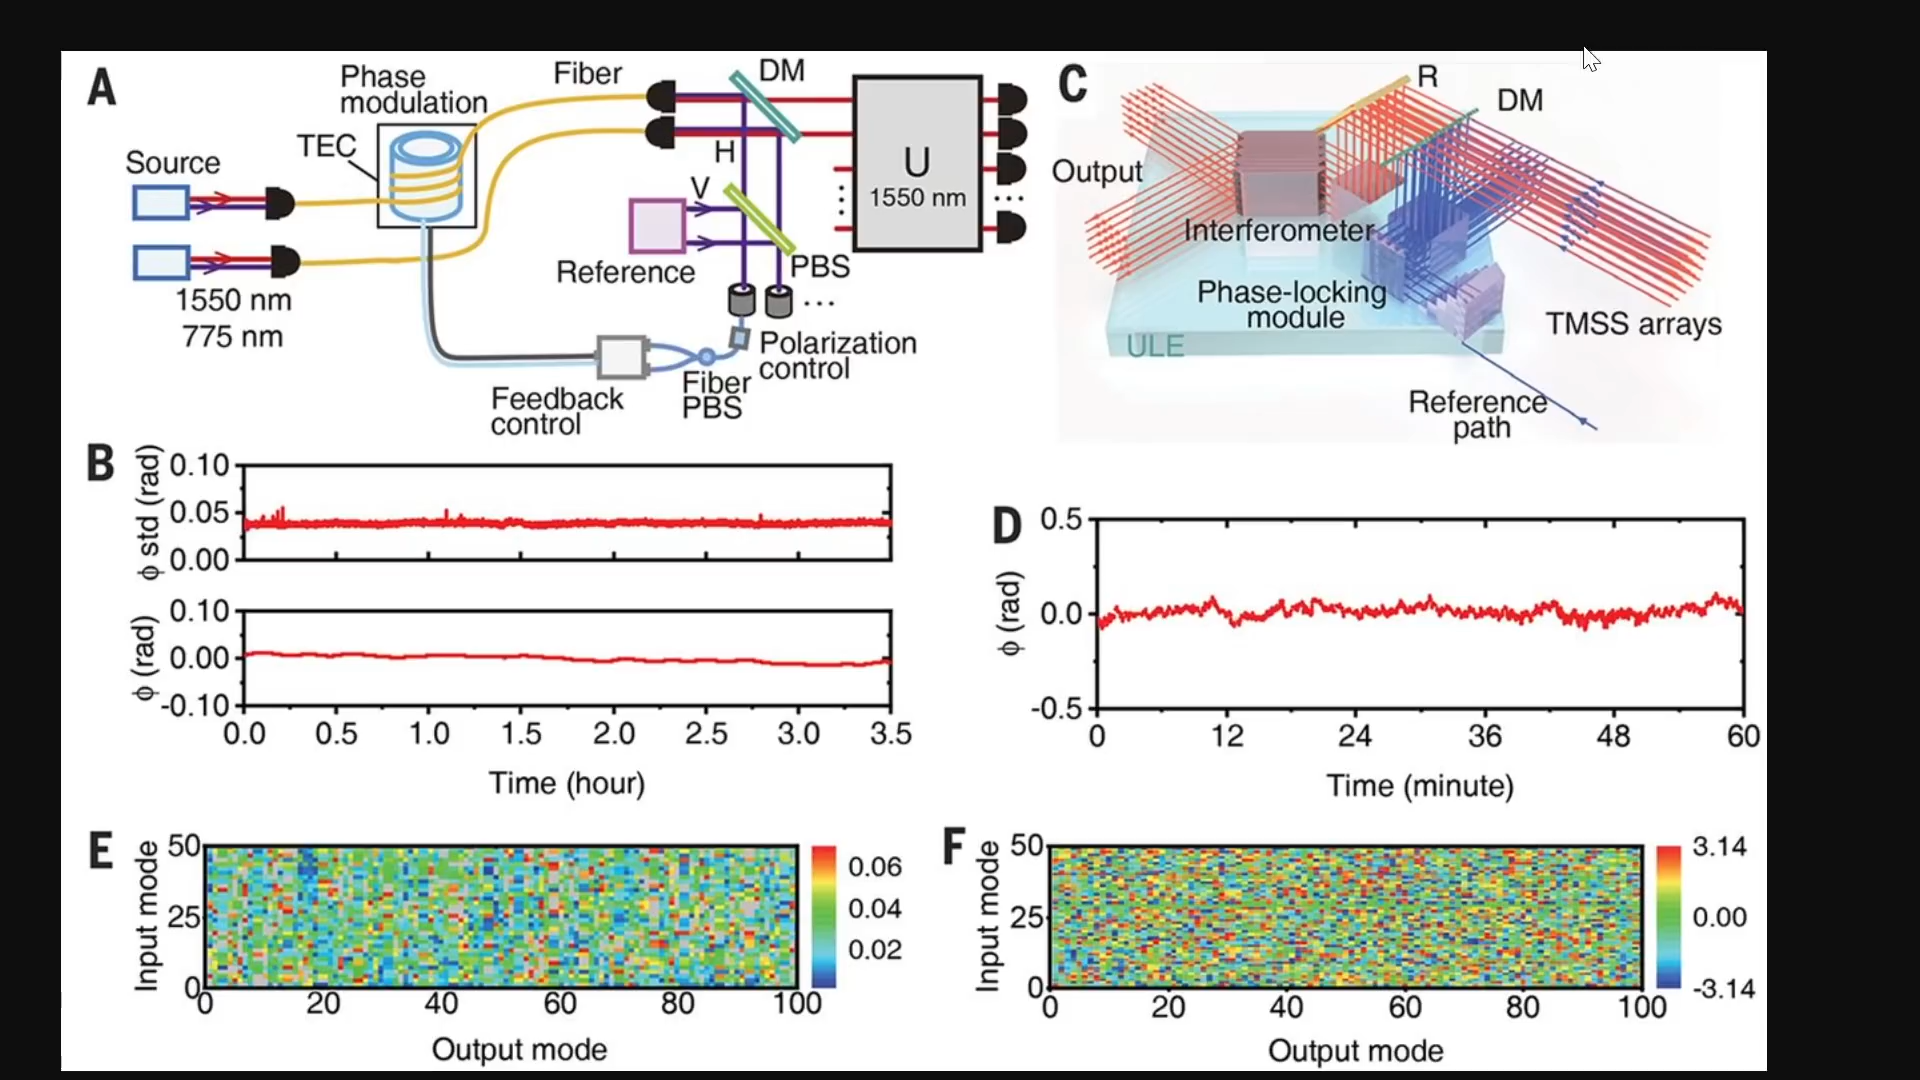 A
Phase
modulation
TEC
Source
1550 nm
775 nm
Fiber
DM
H
V
Reference
PBS
U
1550 nm
...
...
Polarization
control
Fiber
PBS
Feedback
control
C
R
DM
Output
Interferometer
Phase-locking
module
ULE
TMSS arrays
Reference
path
B
ϕ std (rad)
0.10
0.05
0.00
ϕ (rad)
0.10
0.00
-0.10
0.0 0.5 1.0 1.5 2.0 2.5 3.0 3.5
Time (hour)
D
ϕ (rad)
0.5
0.0
-0.5
0 12 24 36 48 60
Time (minute)
E
Input mode
50
25
0
0 20 40 60 80 100
Output mode
0.06
0.04
0.02
F
Input mode
50
25
0
0 20 40 60 80 100
Output mode
3.14
0.00
-3.14